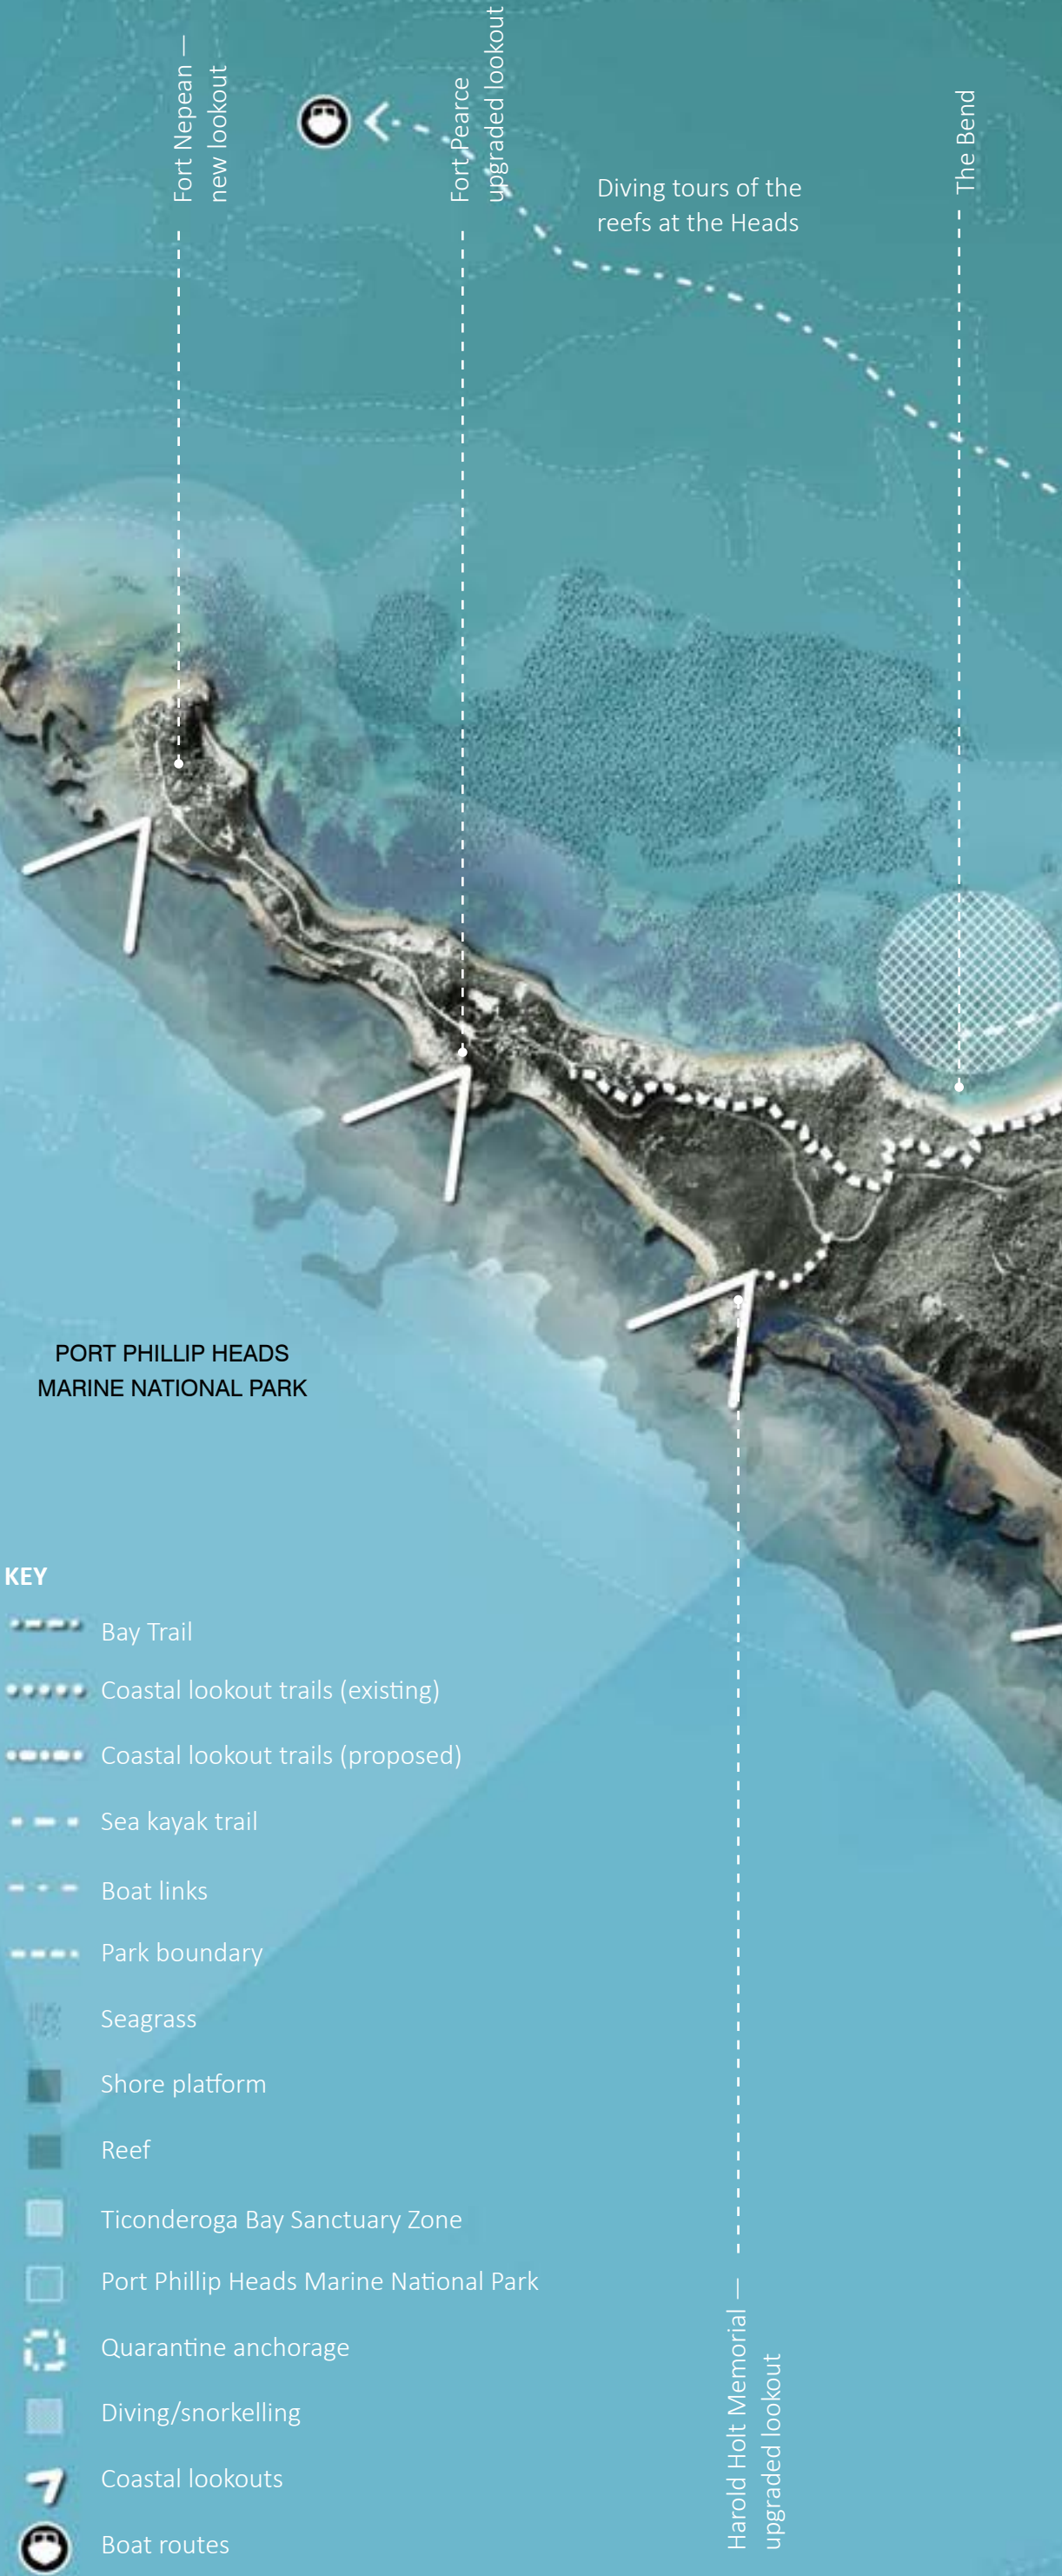 Fort Nepean —
new lookout
Fort Pearce
upgraded lookout
Diving tours of the
reefs at the Heads
The Bend
PORT PHILLIP HEADS
MARINE NATIONAL PARK
KEY
Bay Trail
Coastal lookout trails (existing)
Coastal lookout trails (proposed)
Sea kayak trail
Boat links
Park boundary
Seagrass
Shore platform
Reef
Ticonderoga Bay Sanctuary Zone
Port Phillip Heads Marine National Park
Quarantine anchorage
Diving/snorkelling
Coastal lookouts
Boat routes
Harold Holt Memorial —
upgraded lookout